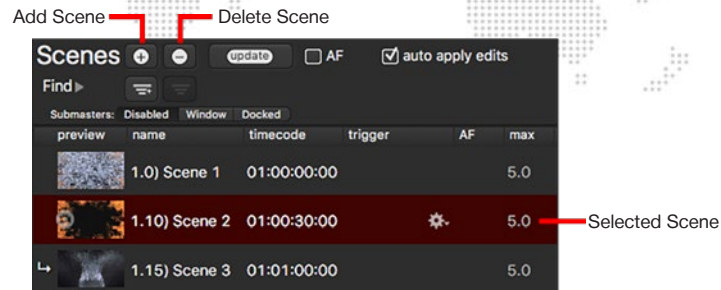 Add Scene Delete Scene
Scenes update AF auto apply edits
Find
Submasters: Disabled Window Docked
preview name timecode trigger AF max
1.0) Scene 1 01:00:00:00 5.0
1.10) Scene 2 01:00:30:00 5.0 Selected Scene
1.15) Scene 3 01:01:00:00 5.0